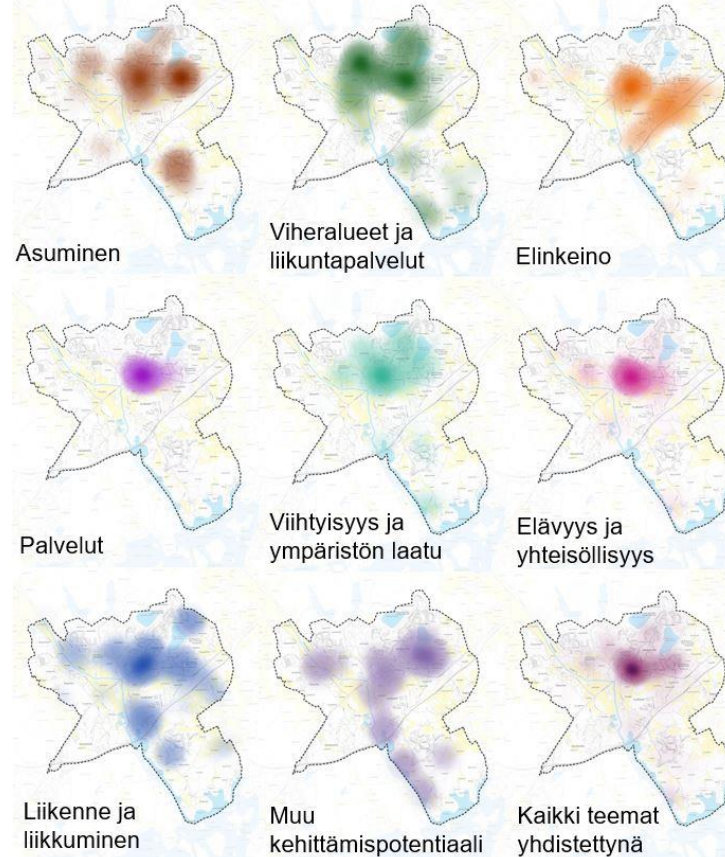 Asuminen
Viheralueet ja
liikuntapalvelut
Elinkeino
Palvelut
Viihtyisyys ja
ympäristön laatu
Elävyys ja
yhteisöllisyys
Liikenne ja
liikkuminen
Muu
kehittämispotentiaali
Kaikki teemat
yhdistettynä